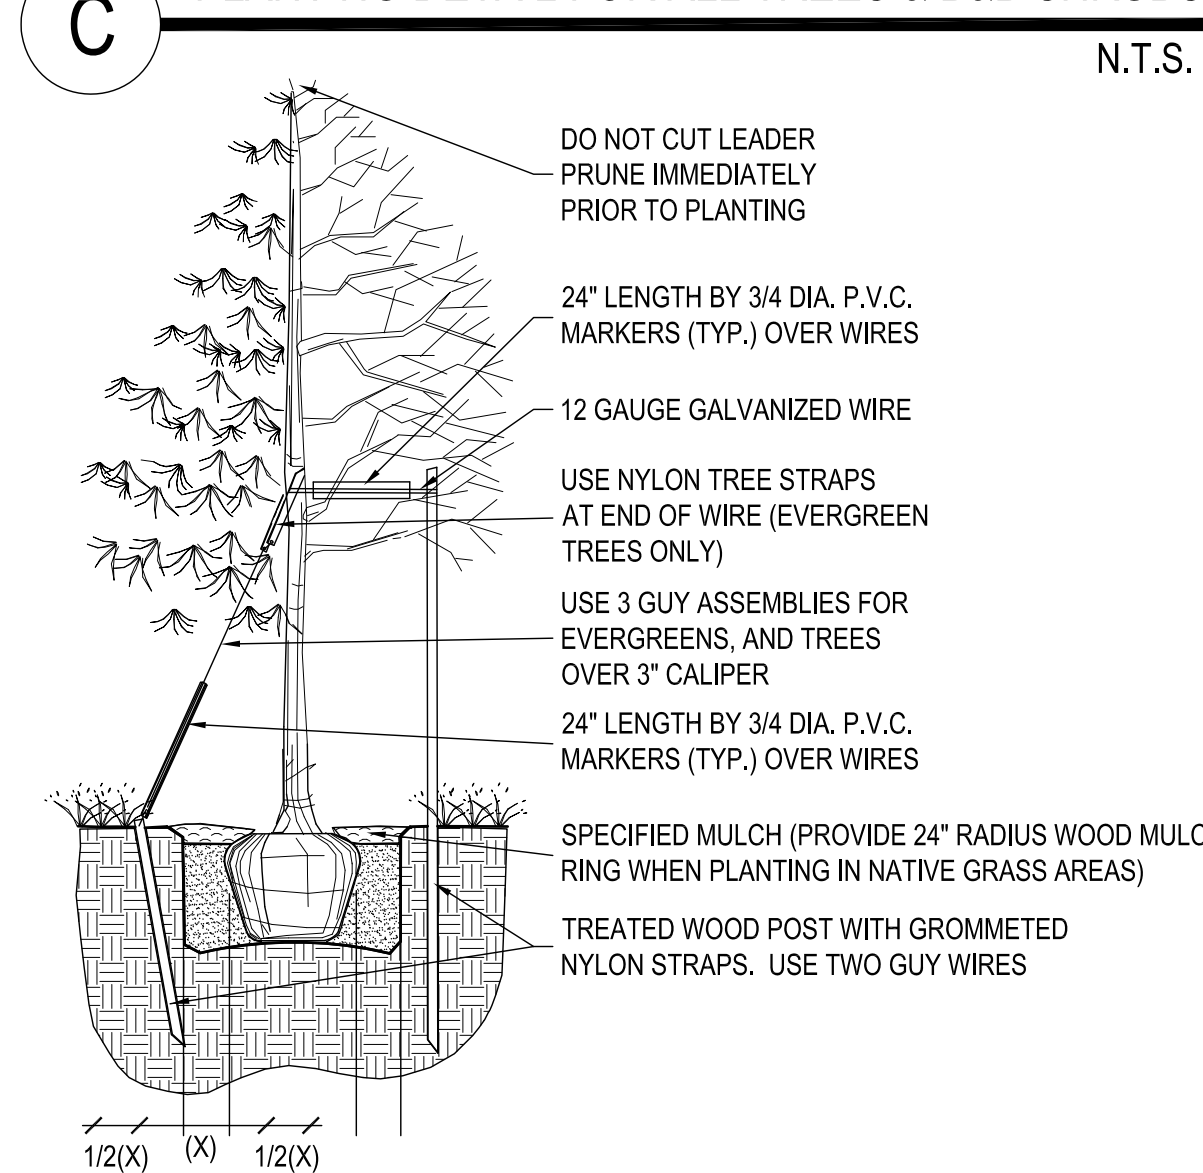 C
N.T.S.
DO NOT CUT LEADER
PRUNE IMMEDIATELY
PRIOR TO PLANTING
24" LENGTH BY 3/4 DIA. P.V.C.
MARKERS (TYP.) OVER WIRES
12 GAUGE GALVANIZED WIRE
USE NYLON TREE STRAPS
AT END OF WIRE (EVERGREEN
TREES ONLY)
USE 3 GUY ASSEMBLIES FOR
EVERGREENS, AND TREES
OVER 3" CALIPER
24" LENGTH BY 3/4 DIA. P.V.C.
MARKERS (TYP.) OVER WIRES
SPECIFIED MULCH (PROVIDE 24" RADIUS WOOD
RING WHEN PLANTING IN NATIVE GRASS AREAS)
TREATED WOOD POST WITH GROMMETED
NYLON STRAPS. USE TWO GUY WIRES
1/2(X) (X) 1/2(X)